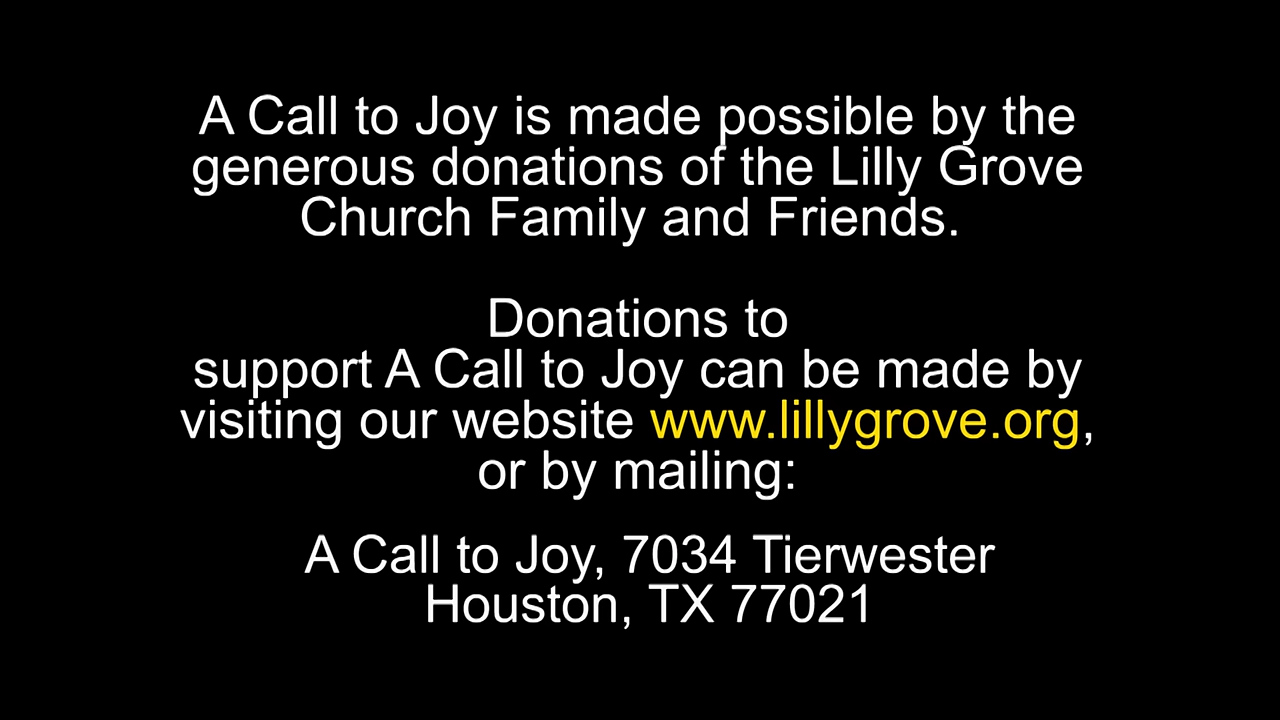 A Call to Joy is made possible by the
generous donations of the Lilly Grove
Church Family and Friends.
Donations to
support A Call to Joy can be made by
visiting our website www.lillygrove.org,
or by mailing:
A Call to Joy, 7034 Tierwester
Houston, TX 77021